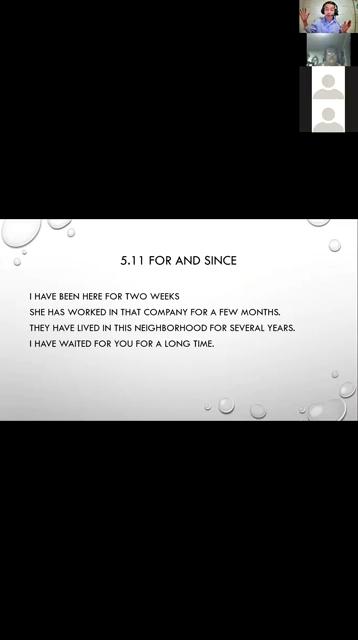 5.11 FOR AND SINCE
I HAVE BEEN HERE FOR TWO WEEKS
SHE HAS WORKED IN THAT COMPANY FOR A FEW MONTHS.
THEY HAVE LIVED IN THIS NEIGHBORHOOD FOR SEVERAL YEARS.
I HAVE WAITED FOR YOU FOR A LONG TIME.